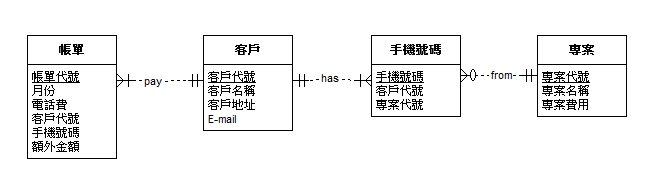 帳單
帳單代號
月份
電話費
客戶代號
手機號碼
額外金額
pay
客戶
客戶代號
客戶名稱
客戶地址
E-mail
has
手機號碼
手機號碼
客戶代號
專案代號
from
專案
專案代號
專案名稱
專案費用